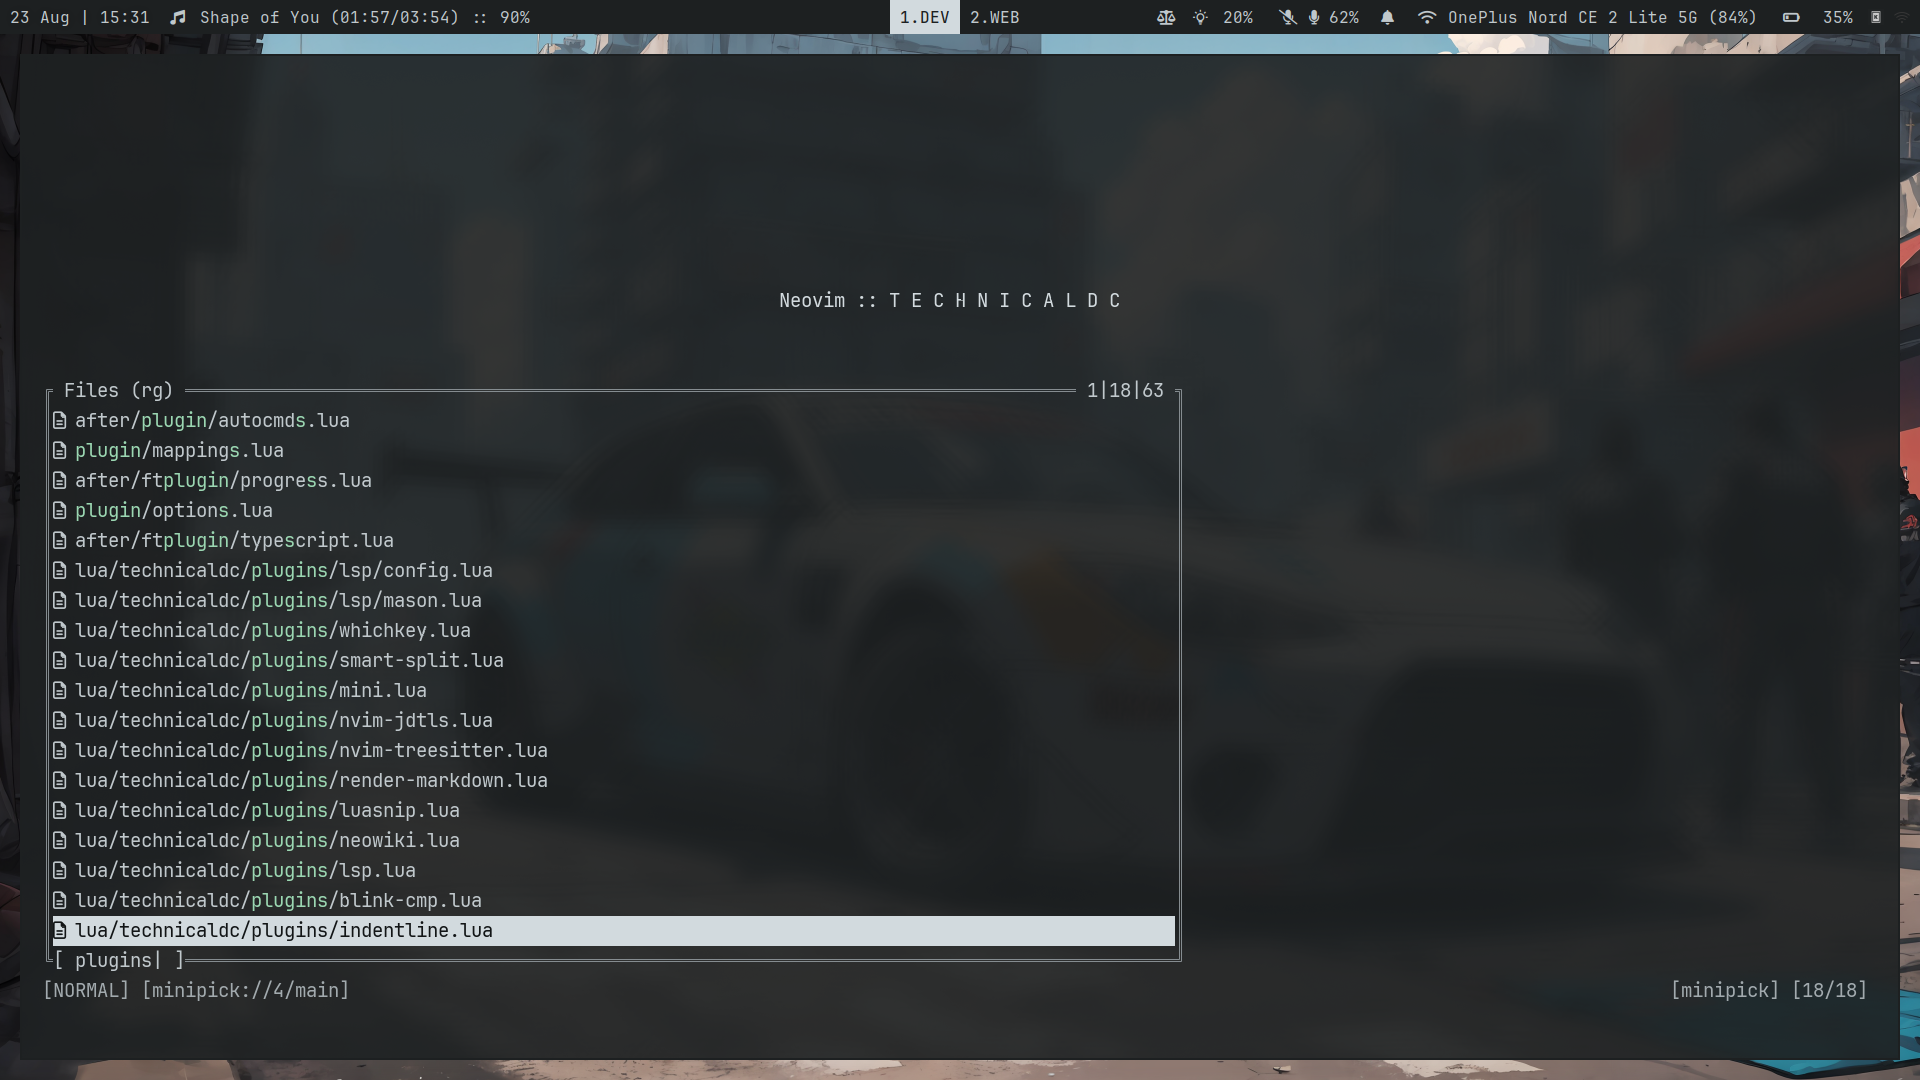 23 Aug | 15:31 Shape of You (01:57/03:54) :: 90% 1.DEV 2.WEB 20% 62% OnePlus Nord CE 2 Lite 5G (84%) 35%
Neovim :: T E C H N I C A L D C
Files (rg) 1|18|63
after/plugin/autocmds.lua
plugin/mappings.lua
after/ftplugin/progress.lua
plugin/options.lua
after/ftplugin/typescript.lua
lua/technicaldc/plugins/lsp/config.lua
lua/technicaldc/plugins/lsp/mason.lua
lua/technicaldc/plugins/whichkey.lua
lua/technicaldc/plugins/smart-split.lua
lua/technicaldc/plugins/mini.lua
lua/technicaldc/plugins/nvim-jdtls.lua
lua/technicaldc/plugins/nvim-treesitter.lua
lua/technicaldc/plugins/render-markdown.lua
lua/technicaldc/plugins/luasnip.lua
lua/technicaldc/plugins/neowiki.lua
lua/technicaldc/plugins/lsp.lua
lua/technicaldc/plugins/blink-cmp.lua
lua/technicaldc/plugins/indentline.lua
[ plugins| ]
[NORMAL] [minipick://4/main] [minipick] [18/18]